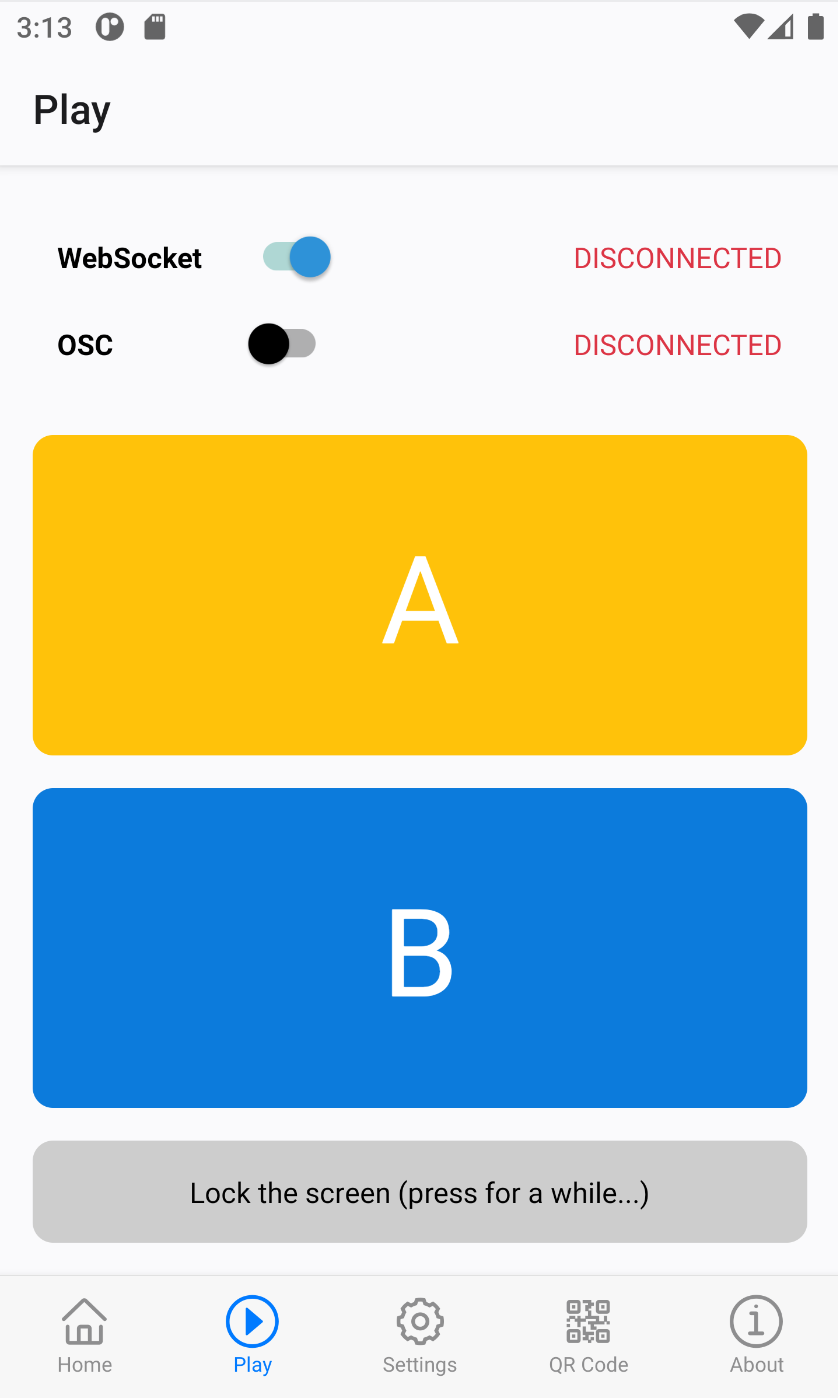 3:13
Play
WebSocket DISCONNECTED
OSC DISCONNECTED
A
B
Lock the screen (press for a while...)
Home Play Settings QR Code About